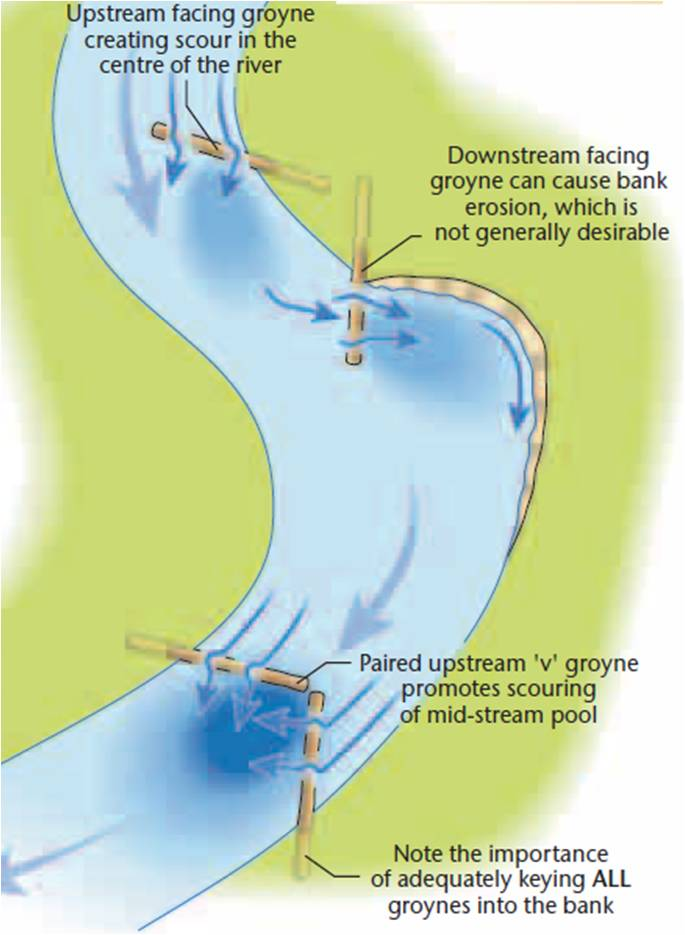 Upstream facing groyne
creating scour in the
centre of the river
Downstream facing
groyne can cause bank
erosion, which is
not generally desirable
Paired upstream 'v' groyne
promotes scouring
of mid-stream pool
Note the importance
of adequately keying ALL
groynes into the bank